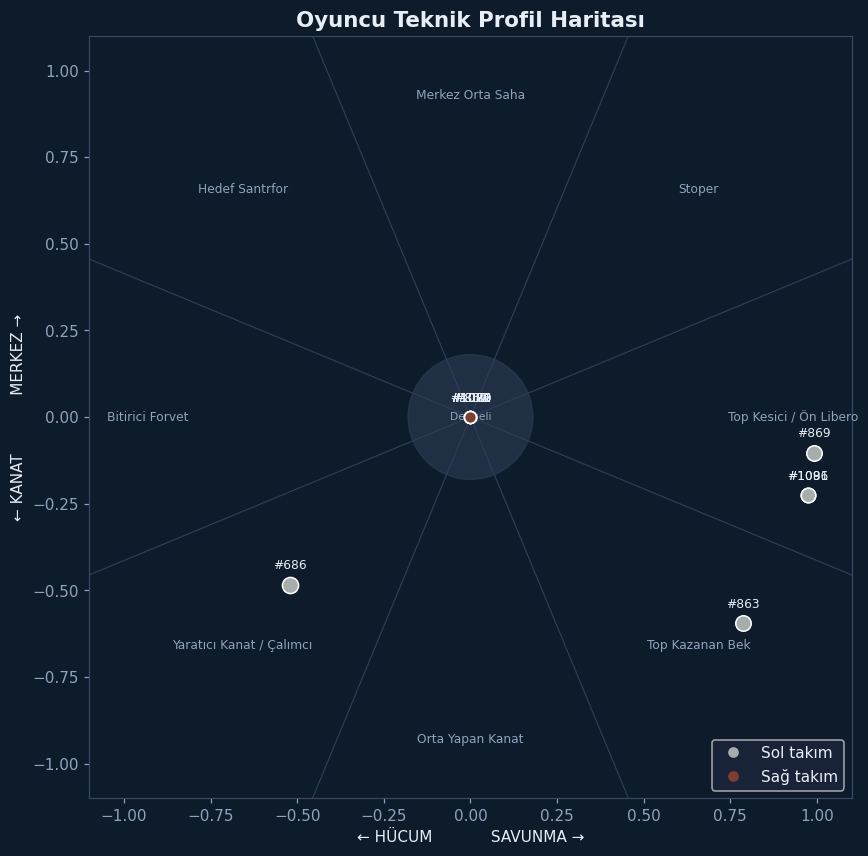 Oyuncu Teknik Profil Haritası
1.00
Merkez Orta Saha
0.75
Hedef Santrfor
Stoper
0.50
MERKEZ →
0.25
0.00
Bitirici Forvet
Top Kesici / Ön Libero
#869
← KANAT
−0.25
−0.50
#686
#863
Yaratıcı Kanat / Çalımcı
Top Kazanan Bek
−0.75
Orta Yapan Kanat
−1.00
Sol takım
Sağ takım
−1.00 −0.75 −0.50 −0.25 0.00 0.25 0.50 0.75 1.00
← HÜCUM SAVUNMA →